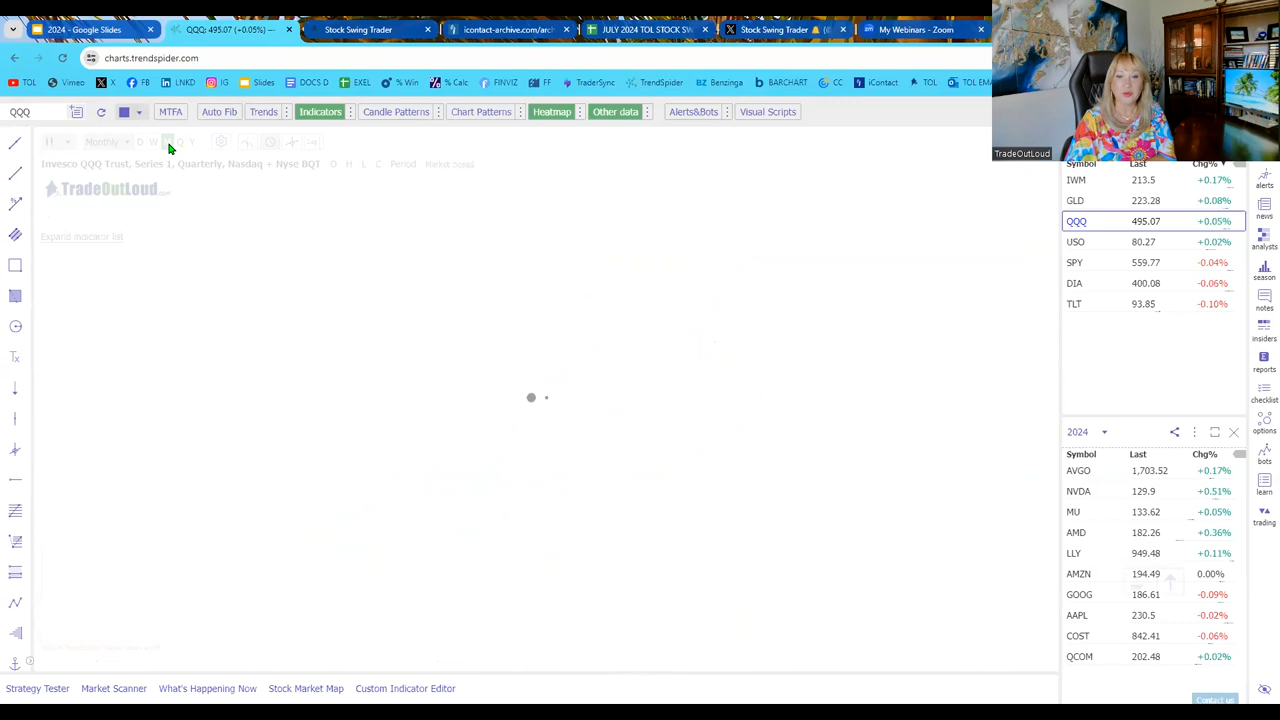 2024 - Google Slides
QQQ: 495.07 (+0.05%) —
Stock Swing Trader
icontact-archive.com/arch
JULY 2024 TOL STOCK SW
Stock Swing Trader
My Webinars - Zoom
charts.trendspider.com
TOL Vimeo X FB LNKD IG Slides DOCS D EXEL % Win % Calc FINVIZ FF TraderSync TrendSpider Benzinga BARCHART CC iContact TOL TOL EMA
QQQ MTFA Auto Fib Trends Indicators Candle Patterns Chart Patterns Heatmap Other data Alerts&Bots Visual Scripts
Monthly D W Q Y
Invesco QQQ Trust, Series 1, Quarterly, Nasdaq + Nyse BQT O H L C Period Market closed
TradeOutLoud.com
Expand indicator list
TradeOutLoud
Symbol Last Chg%
IWM 213.5 +0.17%
GLD 223.28 +0.08%
QQQ 495.07 +0.05%
USO 80.27 +0.02%
SPY 559.77 -0.04%
DIA 400.08 -0.06%
TLT 93.85 -0.10%
2024
Symbol Last Chg%
AVGO 1,703.52 +0.17%
NVDA 129.9 +0.51%
MU 133.62 +0.05%
AMD 182.26 +0.36%
LLY 949.48 +0.11%
AMZN 194.49 0.00%
GOOG 186.61 -0.09%
AAPL 230.5 -0.02%
COST 842.41 -0.06%
QCOM 202.48 +0.02%
alerts
news
analysts
season
notes
insiders
reports
checklist
options
bots
learn
trading
Contact us
Strategy Tester Market Scanner What's Happening Now Stock Market Map Custom Indicator Editor